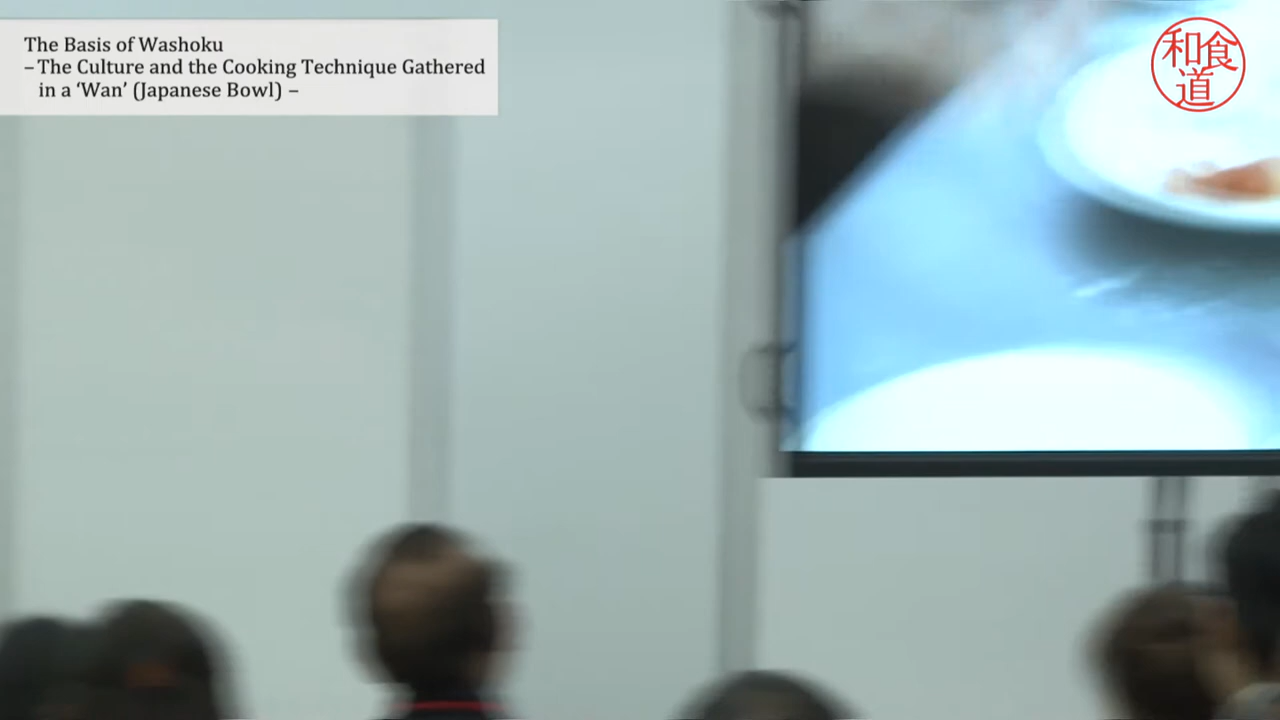 The Basis of Washoku
–The Culture and the Cooking Technique Gathered
in a ‘Wan’ (Japanese Bowl) –
和食
道